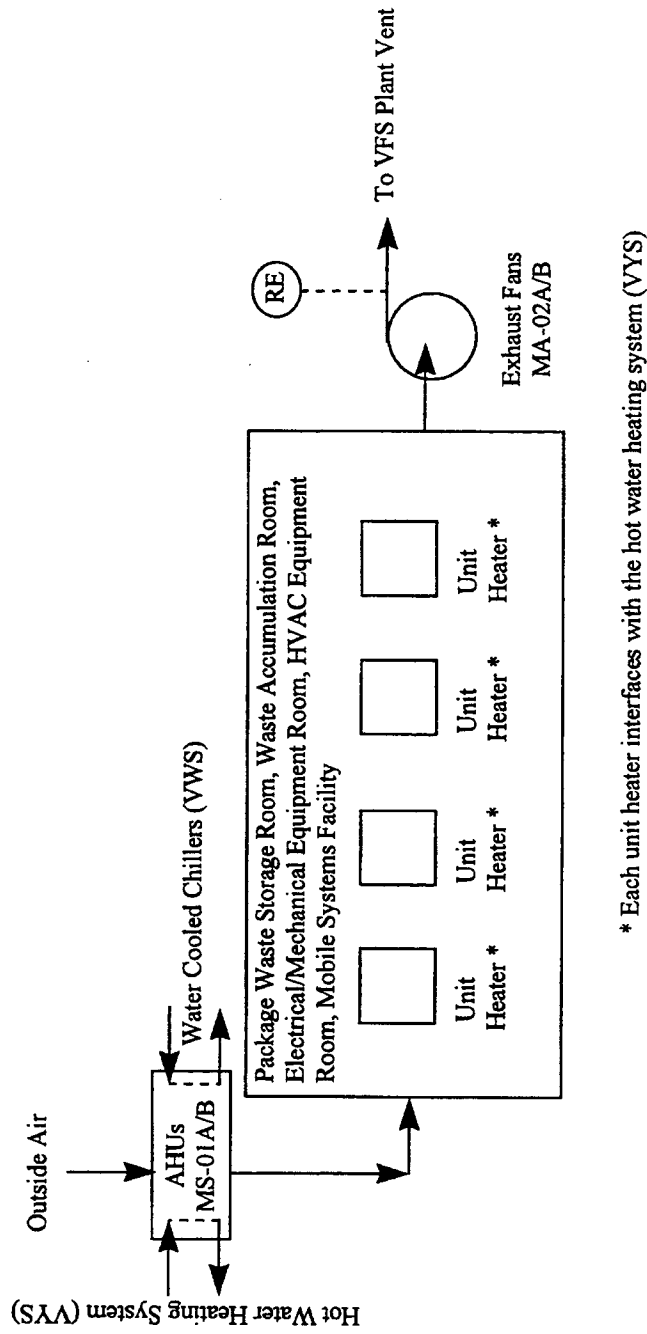 Outside Air
AHUs
MS-01A/B
Hot Water Heating System (VYS)
Water Cooled Chillers (VWS)
Package Waste Storage Room, Waste Accumulation Room,
Electrical/Mechanical Equipment Room, HVAC Equipment
Room, Mobile Systems Facility
Unit
Heater *
Unit
Heater *
Unit
Heater *
Unit
Heater *
RE
To VFS Plant Vent
Exhaust Fans
MA-02A/B
* Each unit heater interfaces with the hot water heating system (VYS)